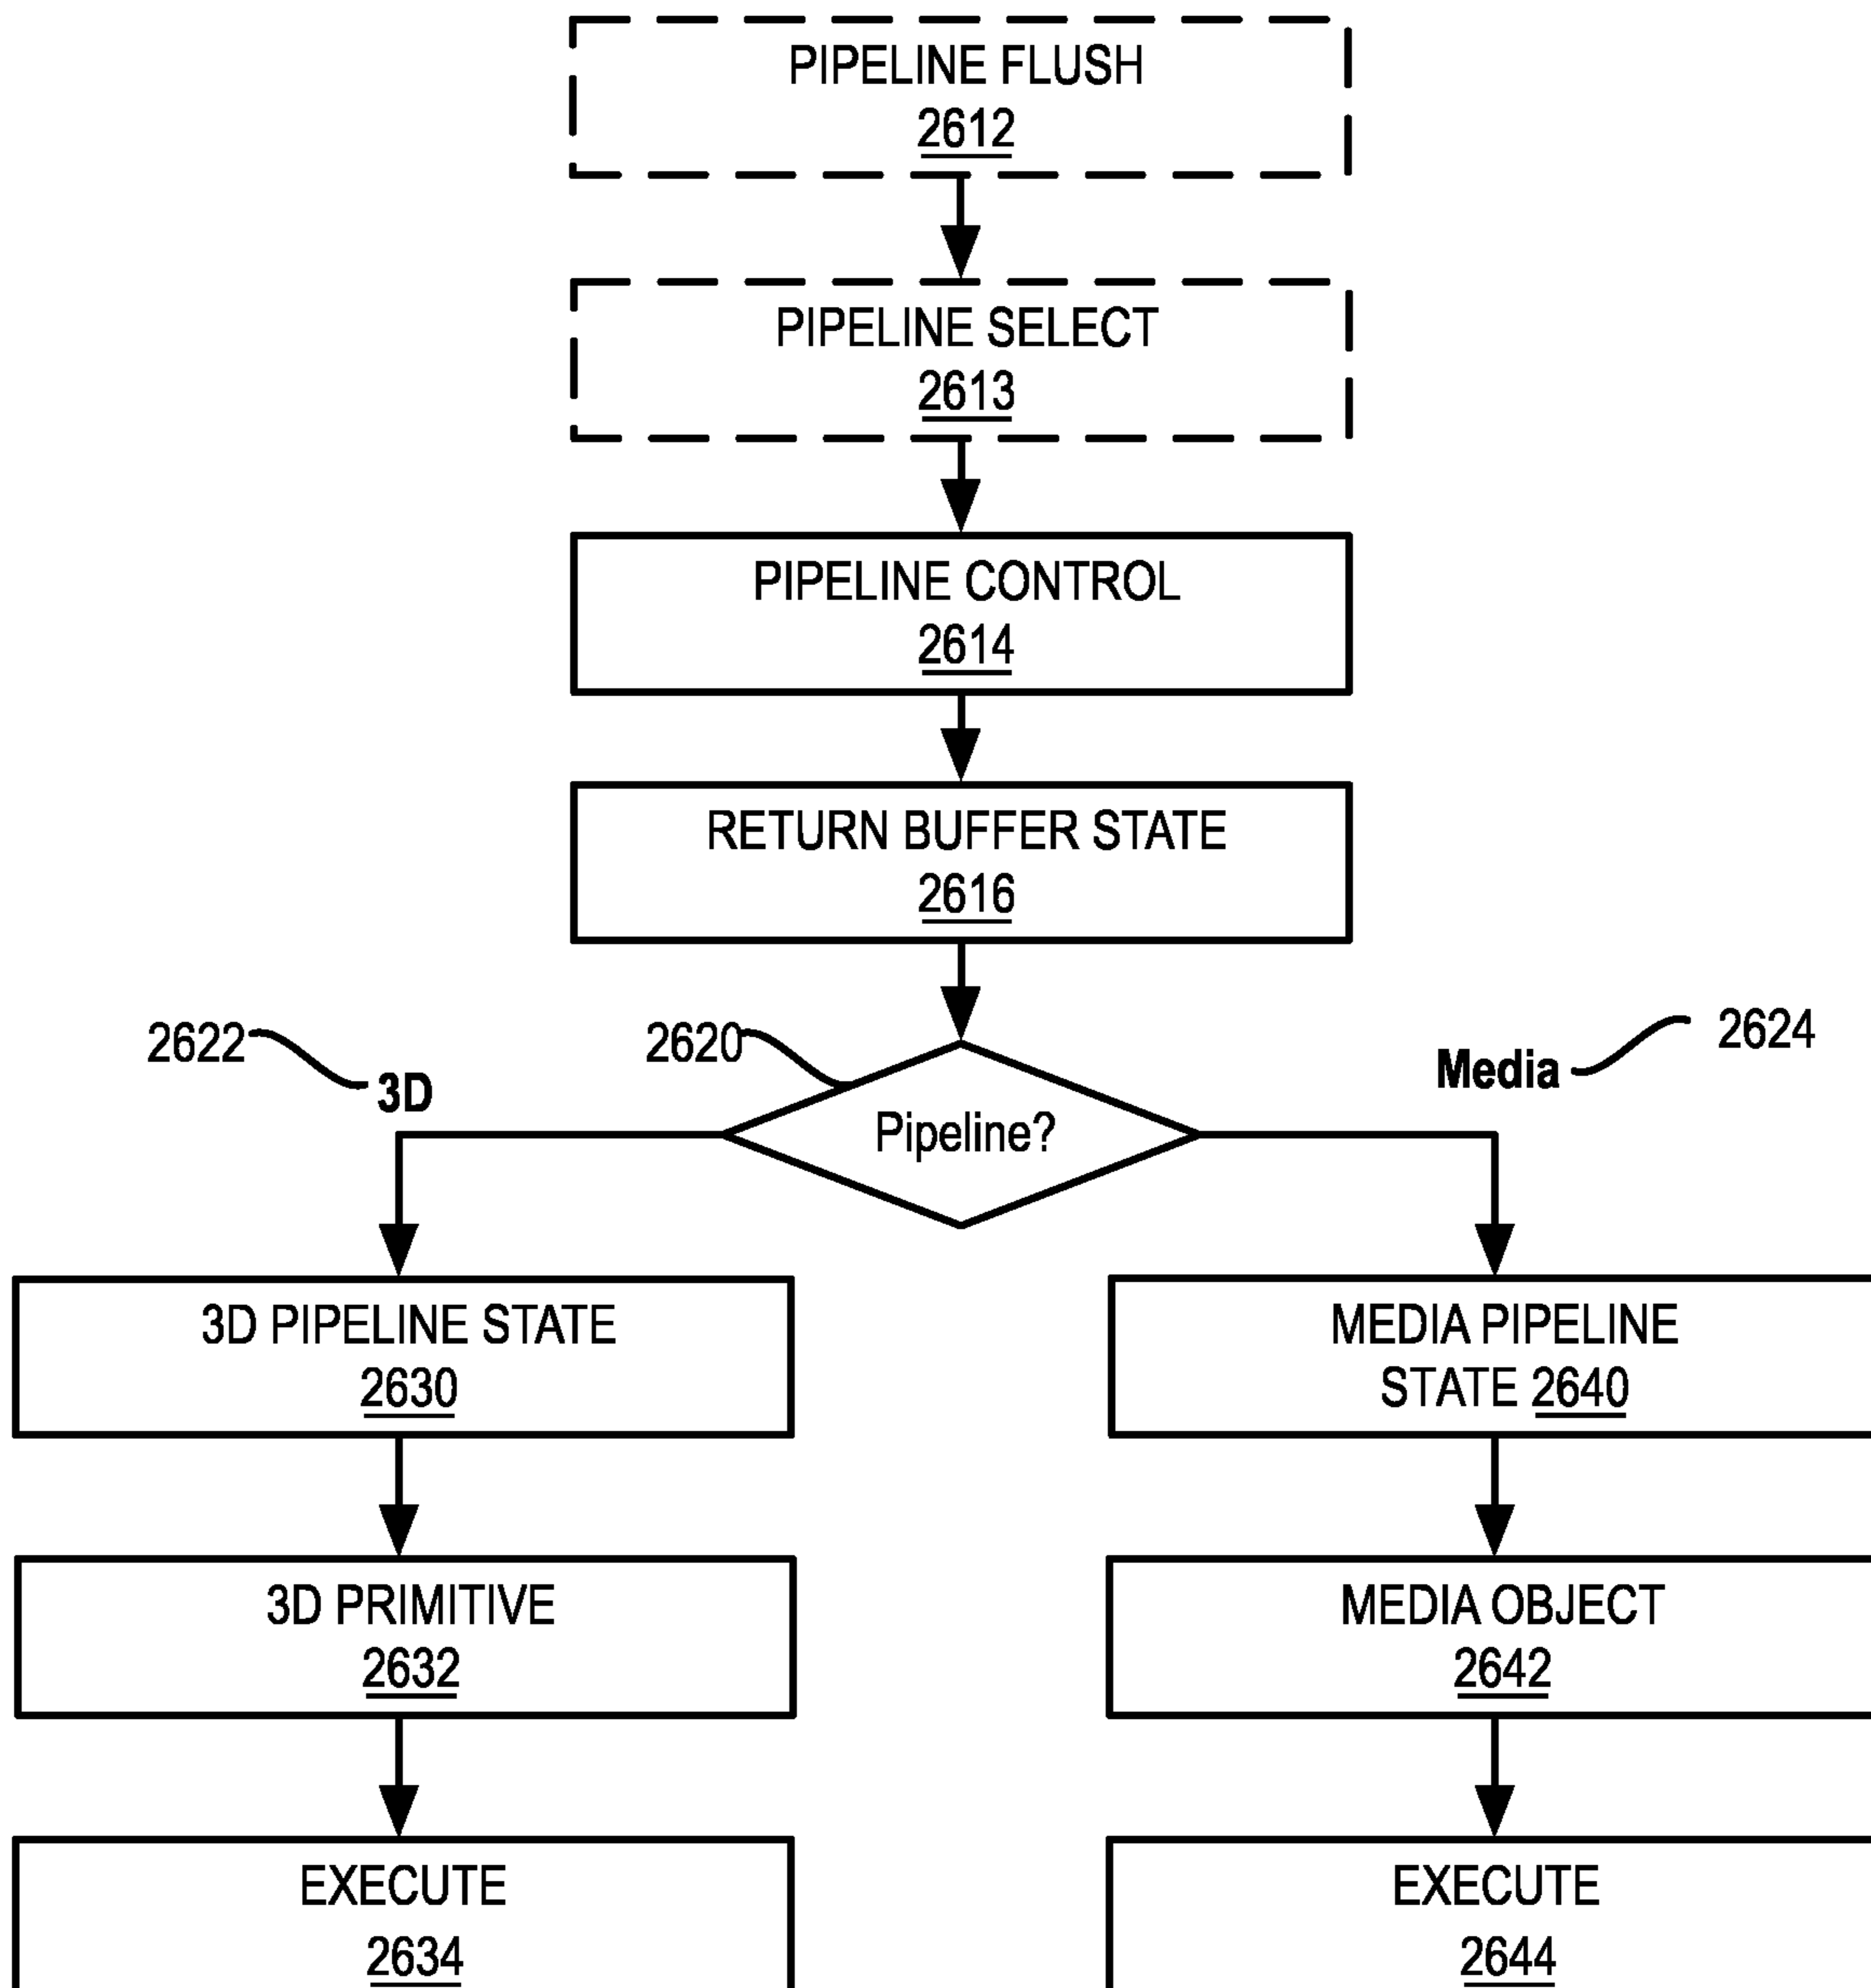 PIPELINE FLUSH
2612
PIPELINE SELECT
2613
PIPELINE CONTROL
2614
RETURN BUFFER STATE
2616
2622
2620
2624
3D
Media
Pipeline?
3D PIPELINE STATE
2630
MEDIA PIPELINE
STATE 2640
3D PRIMITIVE
2632
MEDIA OBJECT
2642
EXECUTE
2634
EXECUTE
2644